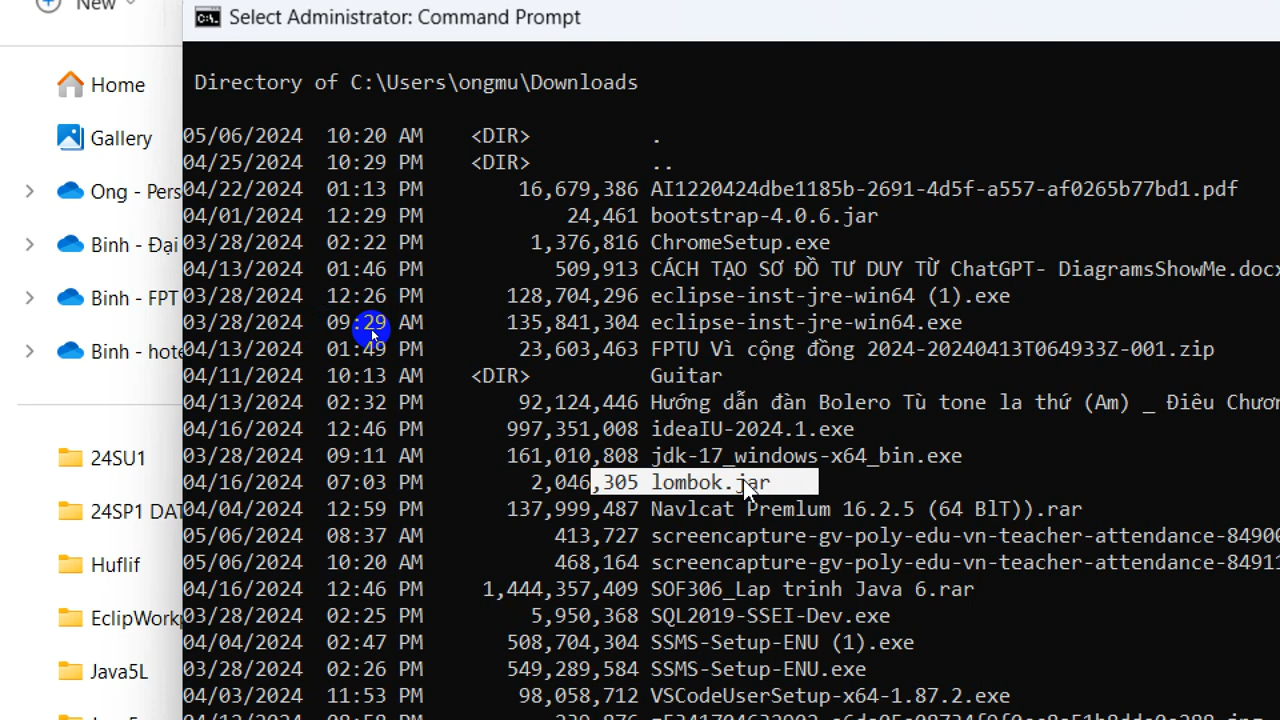 New
Home
Gallery
Ong - Pers
Binh - Đại
Binh - FPT
Binh - hote
24SU1
24SP1 DAT
Huflif
EclipWorkp
Java5L
Select Administrator: Command Prompt
Directory of C:\Users\ongmu\Downloads
05/06/2024 10:20 AM <DIR> .
04/25/2024 10:29 PM <DIR> ..
04/22/2024 01:13 PM 16,679,386 AI1220424dbe1185b-2691-4d5f-a557-af0265b77bd1.pdf
04/01/2024 12:29 PM 24,461 bootstrap-4.0.6.jar
03/28/2024 02:22 PM 1,376,816 ChromeSetup.exe
04/13/2024 01:46 PM 509,913 CÁCH TẠO SƠ ĐỒ TƯ DUY TỪ ChatGPT- DiagramsShowMe.docx
03/28/2024 12:26 PM 128,704,296 eclipse-inst-jre-win64 (1).exe
03/28/2024 09:29 AM 135,841,304 eclipse-inst-jre-win64.exe
04/13/2024 01:49 PM 23,603,463 FPTU Vì cộng đồng 2024-20240413T064933Z-001.zip
04/11/2024 10:13 AM <DIR> Guitar
04/13/2024 02:32 PM 92,124,446 Hướng dẫn đàn Bolero Tù tone la thứ (Am) _ Điêu Chươn
04/16/2024 12:46 PM 997,351,008 ideaIU-2024.1.exe
03/28/2024 09:11 AM 161,010,808 jdk-17_windows-x64_bin.exe
04/16/2024 07:03 PM 2,046,305 lombok.jar
04/04/2024 12:59 PM 137,999,487 Navlcat Premlum 16.2.5 (64 BlT)).rar
05/06/2024 08:37 AM 413,727 screencapture-gv-poly-edu-vn-teacher-attendance-84900
05/06/2024 10:20 AM 468,164 screencapture-gv-poly-edu-vn-teacher-attendance-84911
04/16/2024 12:46 PM 1,444,357,409 SOF306_Lap trinh Java 6.rar
03/28/2024 02:25 PM 5,950,368 SQL2019-SSEI-Dev.exe
04/04/2024 02:47 PM 508,704,304 SSMS-Setup-ENU (1).exe
03/28/2024 02:26 PM 549,289,584 SSMS-Setup-ENU.exe
04/03/2024 11:53 PM 98,058,712 VSCodeUserSetup-x64-1.87.2.exe